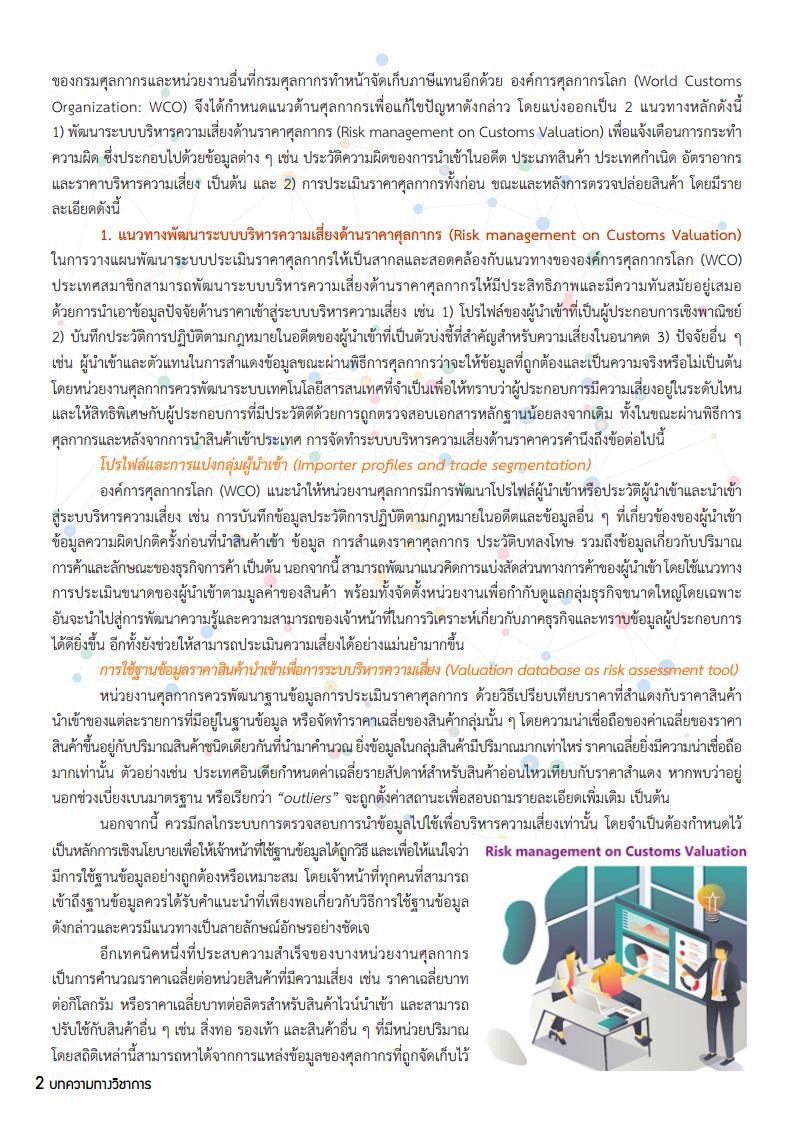 ของกรมศุลกากรและหน่วยงานอื่นที่กรมศุลกากรทำหน้าจัดเก็บภาษีแทนอีกด้วย องค์การศุลกากรโลก (World Customs
Organization: WCO) จึงได้กำหนดแนวด้านศุลกากรเพื่อแก้ไขปัญหาดังกล่าว โดยแบ่งออกเป็น 2 แนวทางหลักดังนี้
1) พัฒนาระบบบริหารความเสี่ยงด้านราคาศุลกากร (Risk management on Customs Valuation) เพื่อแจ้งเตือนการกระทำ
ความผิด ซึ่งประกอบไปด้วยข้อมูลต่าง ๆ เช่น ประวัติความผิดของการนำเข้าในอดีต ประเภทสินค้า ประเทศกำเนิด อัตราอากร
และราคาบริหารความเสี่ยง เป็นต้น และ 2) การประเมินราคาศุลกากรทั้งก่อน ขณะและหลังการตรวจปล่อยสินค้า โดยมีราย
ละเอียดดังนี้
1. แนวทางพัฒนาระบบบริหารความเสี่ยงด้านราคาศุลกากร (Risk management on Customs Valuation)
ในการวางแผนพัฒนาระบบประเมินราคาศุลกากรให้เป็นสากลและสอดคล้องกับแนวทางขององค์การศุลกากรโลก (WCO)
ประเทศสมาชิกสามารถพัฒนาระบบบริหารความเสี่ยงด้านราคาศุลกากรให้มีประสิทธิภาพและมีความทันสมัยอยู่เสมอ
ด้วยการนำเอาข้อมูลปัจจัยด้านราคาเข้าสู่ระบบบริหารความเสี่ยง เช่น 1) โปรไฟล์ของผู้นำเข้าที่เป็นผู้ประกอบการเชิงพาณิชย์
2) บันทึกประวัติการปฏิบัติตามกฎหมายในอดีตของผู้นำเข้าที่เป็นตัวบ่งชี้ที่สำคัญสำหรับความเสี่ยงในอนาคต 3) ปัจจัยอื่น ๆ
เช่น ผู้นำเข้าและตัวแทนในการสำแดงข้อมูลขณะผ่านพิธีการศุลกากรว่าจะให้ข้อมูลที่ถูกต้องและเป็นความจริงหรือไม่เป็นต้น
โดยหน่วยงานศุลกากรควรพัฒนาระบบเทคโนโลยีสารสนเทศที่จำเป็นเพื่อให้ทราบว่าผู้ประกอบการมีความเสี่ยงอยู่ในระดับไหน
และให้สิทธิพิเศษกับผู้ประกอบการที่มีประวัติดีด้วยการถูกตรวจสอบเอกสารหลักฐานน้อยลงจากเดิม ทั้งในขณะผ่านพิธีการ
ศุลกากรและหลังจากการนำสินค้าเข้าประเทศ การจัดทำระบบบริหารความเสี่ยงด้านราคาควรคำนึงถึงข้อต่อไปนี้
โปรไฟล์และการแบ่งกลุ่มผู้นำเข้า (Importer profiles and trade segmentation)
องค์การศุลกากรโลก (WCO) แนะนำให้หน่วยงานศุลกากรมีการพัฒนาโปรไฟล์ผู้นำเข้าหรือประวัติผู้นำเข้าและนำเข้า
สู่ระบบบริหารความเสี่ยง เช่น การบันทึกข้อมูลประวัติการปฏิบัติตามกฎหมายในอดีตและข้อมูลอื่น ๆ ที่เกี่ยวข้องของผู้นำเข้า
ข้อมูลความผิดปกติครั้งก่อนที่นำสินค้าเข้า ข้อมูล การสำแดงราคาศุลกากร ประวัติบทลงโทษ รวมถึงข้อมูลเกี่ยวกับปริมาณ
การค้าและลักษณะของธุรกิจการค้า เป็นต้น นอกจากนี้ สามารถพัฒนาแนวคิดการแบ่งสัดส่วนทางการค้าของผู้นำเข้า โดยใช้แนวทาง
การประเมินขนาดของผู้นำเข้าตามมูลค่าของสินค้า พร้อมทั้งจัดตั้งหน่วยงานเพื่อกำกับดูแลกลุ่มธุรกิจขนาดใหญ่โดยเฉพาะ
อันจะนำไปสู่การพัฒนาความรู้และความสามารถของเจ้าหน้าที่ในการวิเคราะห์เกี่ยวกับภาคธุรกิจและทราบข้อมูลผู้ประกอบการ
ได้ดียิ่งขึ้น อีกทั้งยังช่วยให้สามารถประเมินความเสี่ยงได้อย่างแม่นยำมากขึ้น
การใช้ฐานข้อมูลราคาสินค้านำเข้าเพื่อการระบบริหารความเสี่ยง (Valuation database as risk assessment tool)
หน่วยงานศุลกากรควรพัฒนาฐานข้อมูลการประเมินราคาศุลกากร ด้วยวิธีเปรียบเทียบราคาที่สำแดงกับราคาสินค้า
นำเข้าของแต่ละรายการที่มีอยู่ในฐานข้อมูล หรือจัดทำราคาเฉลี่ยของสินค้ากลุ่มนั้น ๆ โดยความน่าเชื่อถือของค่าเฉลี่ยของราคา
สินค้าขึ้นอยู่กับปริมาณสินค้าชนิดเดียวกันที่นำมาคำนวณ ยิ่งข้อมูลในกลุ่มสินค้ามีปริมาณมากเท่าไหร่ ราคาเฉลี่ยยิ่งมีความน่าเชื่อถือ
มากเท่านั้น ตัวอย่างเช่น ประเทศอินเดียกำหนดค่าเฉลี่ยรายสัปดาห์สำหรับสินค้าอ่อนไหวเทียบกับราคาสำแดง หากพบว่าอยู่
นอกช่วงเบี่ยงเบนมาตรฐาน หรือเรียกว่า “outliers” จะถูกตั้งค่าสถานะเพื่อสอบถามรายละเอียดเพิ่มเติม เป็นต้น
นอกจากนี้ ควรมีกลไกระบบการตรวจสอบการนำข้อมูลไปใช้เพื่อบริหารความเสี่ยงเท่านั้น โดยจำเป็นต้องกำหนดไว้
เป็นหลักการเชิงนโยบายเพื่อให้เจ้าหน้าที่ใช้ฐานข้อมูลได้ถูกวิธี และเพื่อให้แน่ใจว่า
มีการใช้ฐานข้อมูลอย่างถูกต้องหรือเหมาะสม โดยเจ้าหน้าที่ทุกคนที่สามารถ
เข้าถึงฐานข้อมูลควรได้รับคำแนะนำที่เพียงพอเกี่ยวกับวิธีการใช้ฐานข้อมูล
ดังกล่าวและควรมีแนวทางเป็นลายลักษณ์อักษรอย่างชัดเจ
อีกเทคนิคหนึ่งที่ประสบความสำเร็จของบางหน่วยงานศุลกากร
เป็นการคำนวณราคาเฉลี่ยต่อหน่วยสินค้าที่มีความเสี่ยง เช่น ราคาเฉลี่ยบาท
ต่อกิโลกรัม หรือราคาเฉลี่ยบาทต่อลิตรสำหรับสินค้าไวน์นำเข้า และสามารถ
ปรับใช้กับสินค้าอื่น ๆ เช่น สิ่งทอ รองเท้า และสินค้าอื่น ๆ ที่มีหน่วยปริมาณ
โดยสถิติเหล่านี้สามารถหาได้จากการแหล่งข้อมูลของศุลกากรที่ถูกจัดเก็บไว้
Risk management on Customs Valuation
2 บทความทางวิชาการ